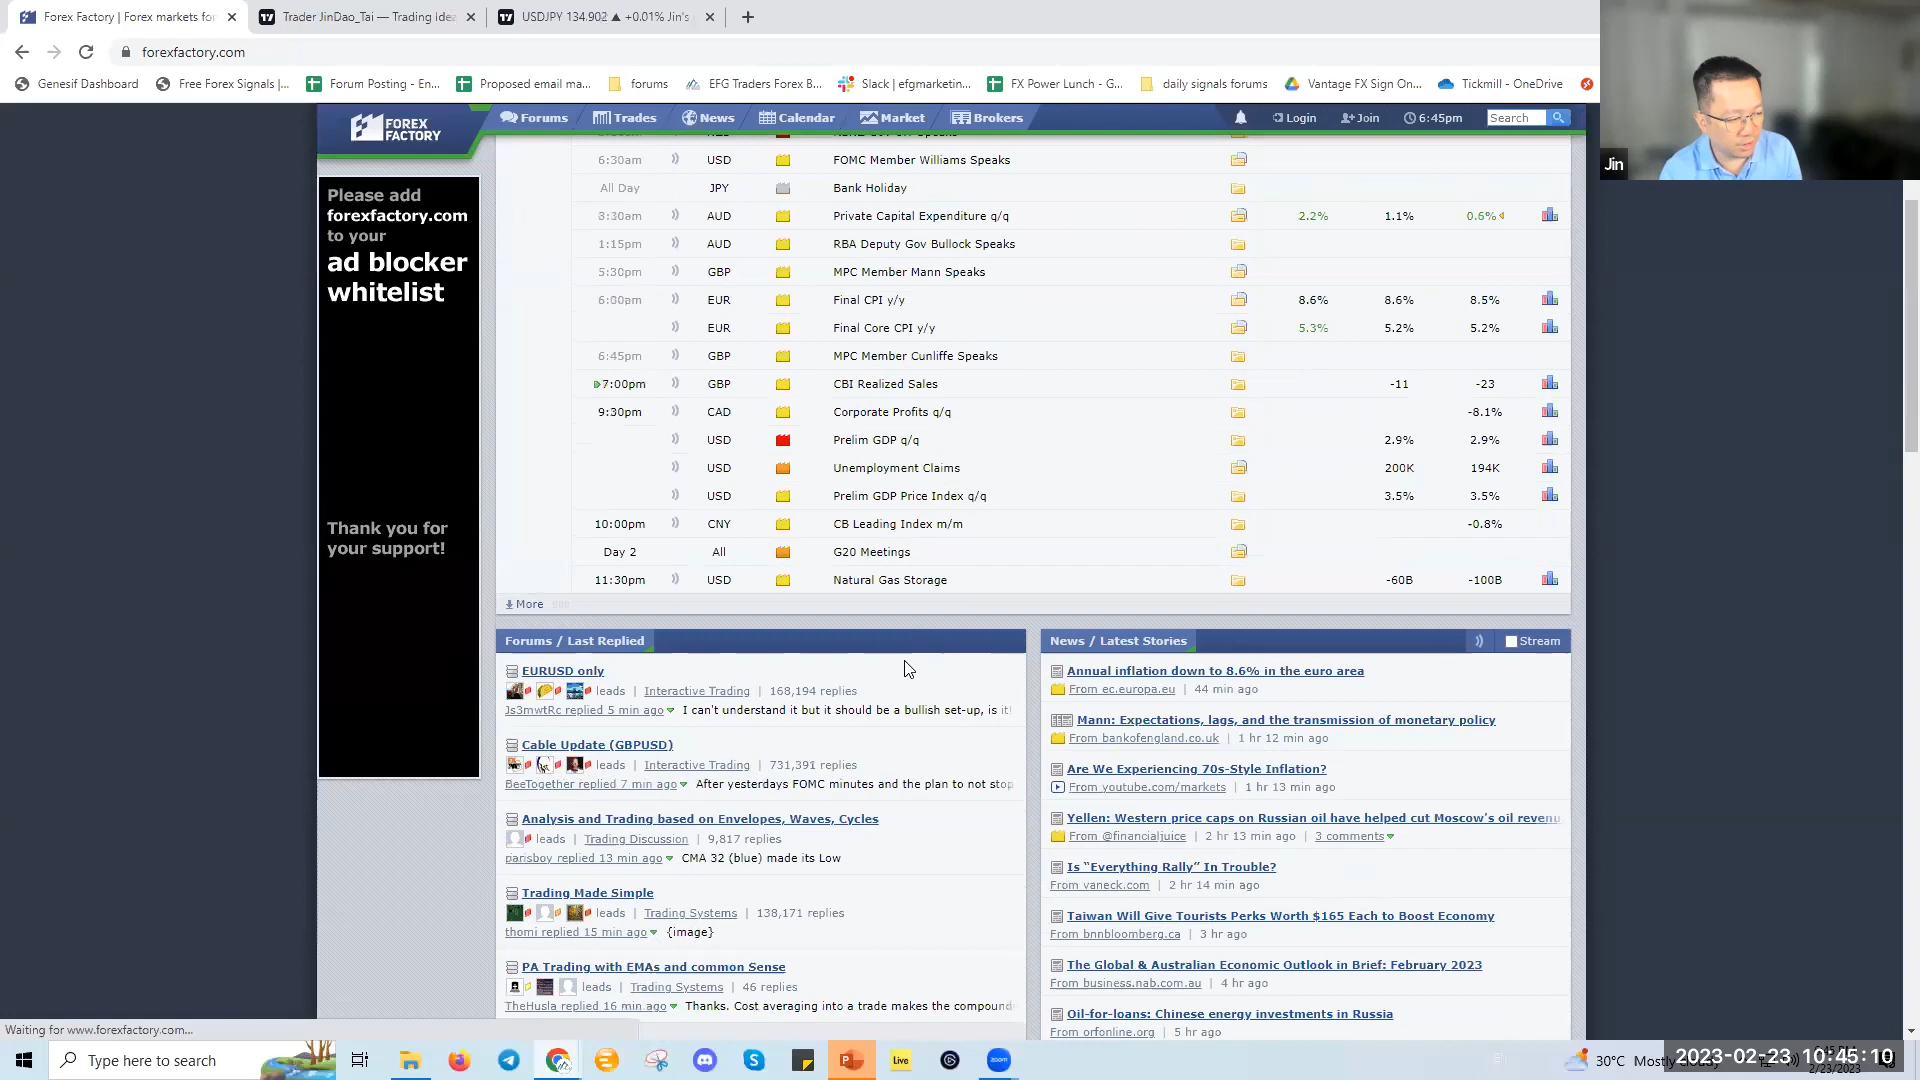 Forex Factory | Forex markets for
Trader JinDao_Tai — Trading Idea
USDJPY 134.902 ▲ +0.01% Jin's
forexfactory.com
Genesif Dashboard
Free Forex Signals |...
Forum Posting - En...
Proposed email ma...
forums
EFG Traders Forex B...
Slack | efgmarketin...
FX Power Lunch - G...
daily signals forums
Vantage FX Sign On...
Tickmill - OneDrive
Jin
FOREX FACTORY
Forums Trades News Calendar Market Brokers
Login Join 6:45pm Search
Please add
forexfactory.com
to your
ad blocker
whitelist
Thank you for
your support!
6:30am USD FOMC Member Williams Speaks
All Day JPY Bank Holiday
8:30am AUD Private Capital Expenditure q/q 2.2% 1.1% 0.6%
1:15pm AUD RBA Deputy Gov Bullock Speaks
5:30pm GBP MPC Member Mann Speaks
6:00pm EUR Final CPI y/y 8.6% 8.6% 8.5%
EUR Final Core CPI y/y 5.3% 5.2% 5.2%
6:45pm GBP MPC Member Cunliffe Speaks
7:00pm GBP CBI Realized Sales -11 -23
9:30pm CAD Corporate Profits q/q -8.1%
USD Prelim GDP q/q 2.9% 2.9%
USD Unemployment Claims 200K 194K
USD Prelim GDP Price Index q/q 3.5% 3.5%
10:00pm CNY CB Leading Index m/m -0.8%
Day 2 All G20 Meetings
11:30pm USD Natural Gas Storage -60B -100B
More
Forums / Last Replied
EURUSD only
leads | Interactive Trading | 168,194 replies
Js3mwtRc replied 5 min ago I can't understand it but it should be a bullish set-up, is it!
Cable Update (GBPUSD)
leads | Interactive Trading | 731,391 replies
BeeTogether replied 7 min ago After yesterdays FOMC minutes and the plan to not stop
Analysis and Trading based on Envelopes, Waves, Cycles
leads | Trading Discussion | 9,817 replies
parisboy replied 13 min ago CMA 32 (blue) made its Low
Trading Made Simple
leads | Trading Systems | 138,171 replies
thomi replied 15 min ago {image}
PA Trading with EMAs and common Sense
leads | Trading Systems | 46 replies
TheHusla replied 16 min ago Thanks. Cost averaging into a trade makes the compound
News / Latest Stories
Stream
Annual inflation down to 8.6% in the euro area
From ec.europa.eu | 44 min ago
Mann: Expectations, lags, and the transmission of monetary policy
From bankofengland.co.uk | 1 hr 12 min ago
Are We Experiencing 70s-Style Inflation?
From youtube.com/markets | 1 hr 13 min ago
Yellen: Western price caps on Russian oil have helped cut Moscow's oil revenu
From @financialjuice | 2 hr 13 min ago | 3 comments
Is “Everything Rally” In Trouble?
From vaneck.com | 2 hr 14 min ago
Taiwan Will Give Tourists Perks Worth $165 Each to Boost Economy
From bnnbloomberg.ca | 3 hr ago
The Global & Australian Economic Outlook in Brief: February 2023
From business.nab.com.au | 4 hr ago
Oil-for-loans: Chinese energy investments in Russia
From orfonline.org | 5 hr ago
Waiting for www.forexfactory.com...
Type here to search
Live
zoom
30°C Mostly cloudy
2023-02-23 10:45:10
2/23/2023